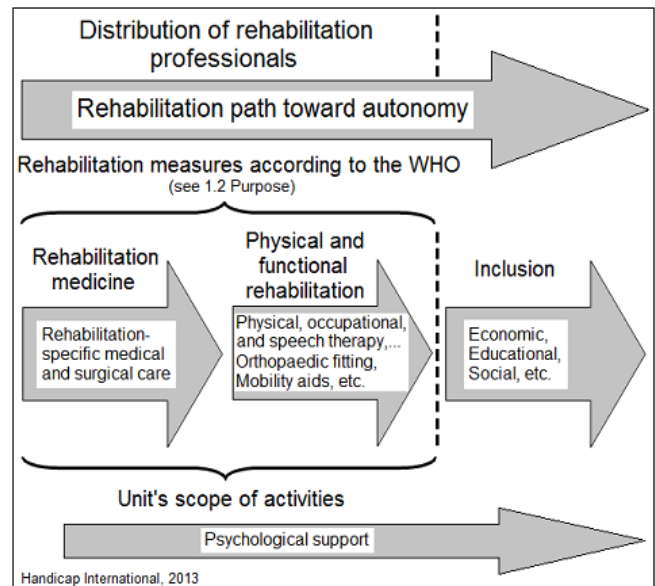 Distribution of rehabilitation
professionals
Rehabilitation path toward autonomy
Rehabilitation measures according to the WHO
(see 1.2 Purpose)
Rehabilitation
medicine
Rehabilitation-
specific medical
and surgical care
Physical and
functional
rehabilitation
Physical, occupational,
and speech therapy,...
Orthopaedic fitting,
Mobility aids, etc.
Inclusion
Economic,
Educational,
Social, etc.
Unit's scope of activities
Psychological support
Handicap International, 2013